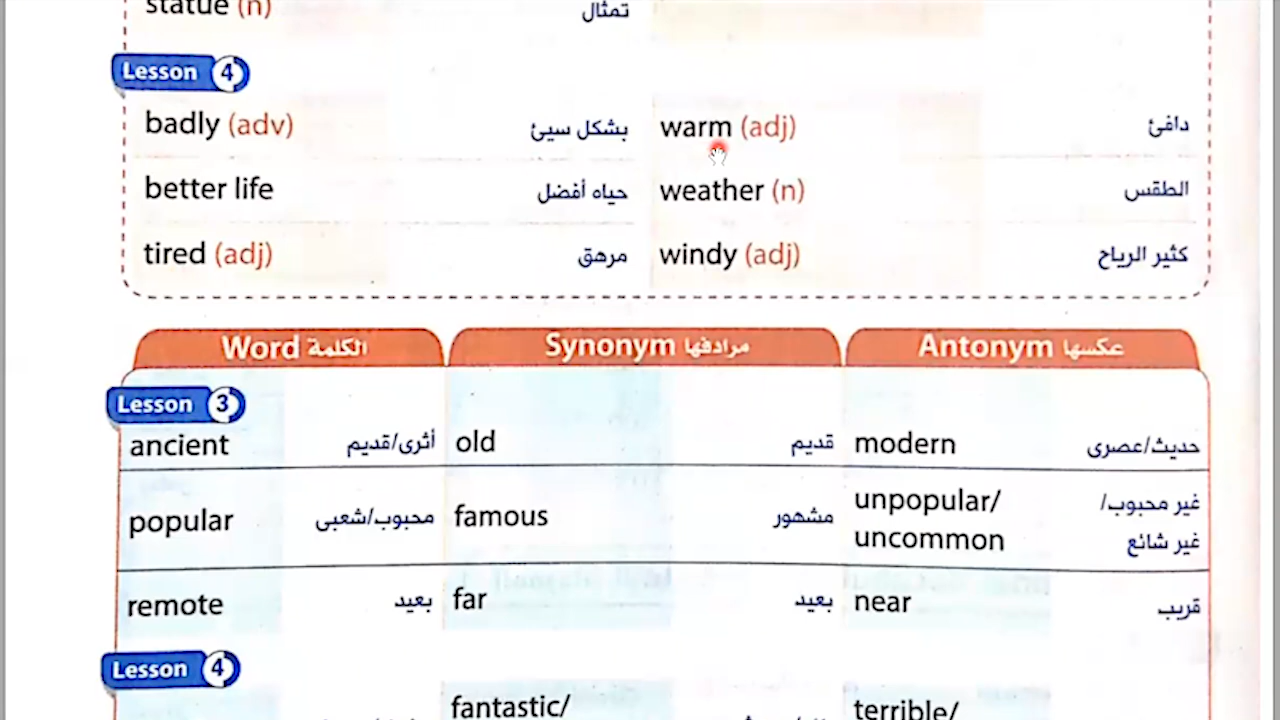 statue (n) تمثال
Lesson 4
badly (adv) بشكل سيئ warm (adj) دافئ
better life حياه أفضل weather (n) الطقس
tired (adj) مرهق windy (adj) كثير الرياح
Word الكلمة Synonym مرادفها Antonym عكسها
Lesson 3
ancient أثرى/قديم old قديم modern حديث/عصرى
popular محبوب/شعبى famous مشهور unpopular/ غير محبوب/
uncommon غير شائع
remote بعيد far بعيد near قريب
Lesson 4
fantastic/ terrible/